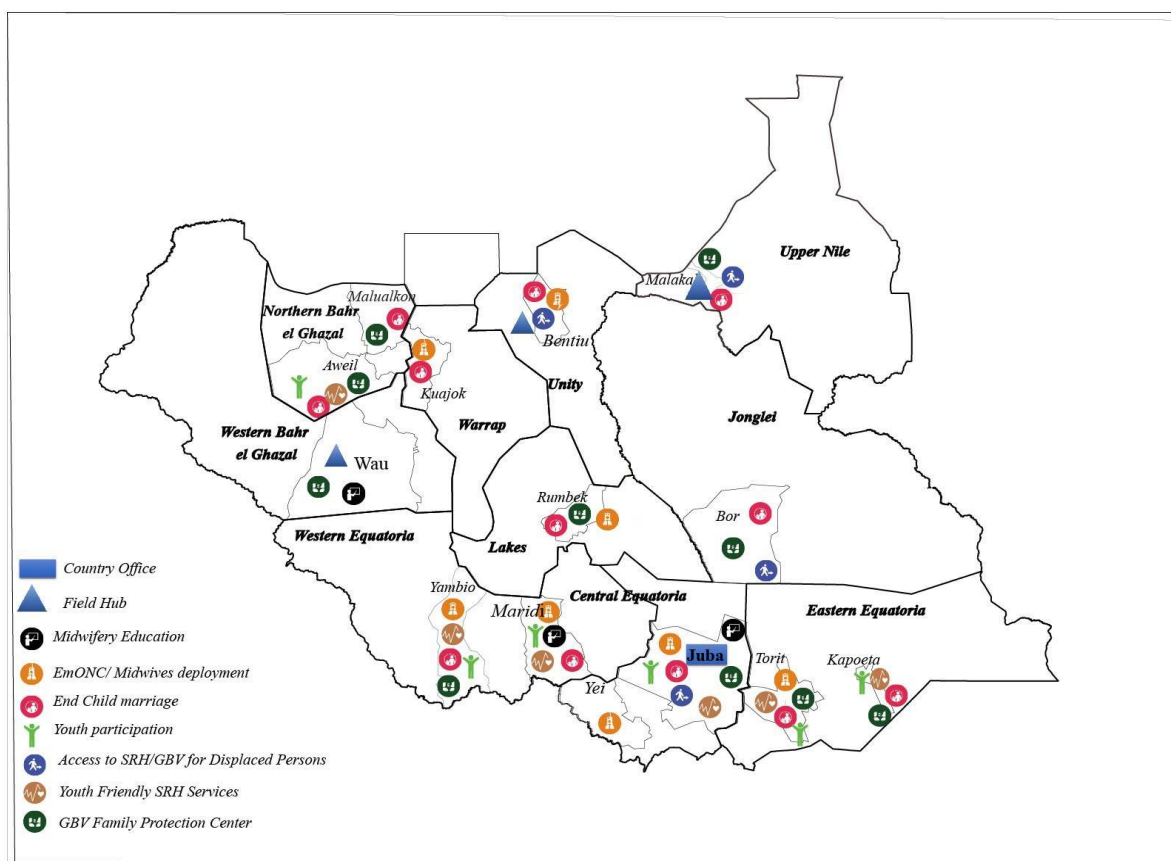 Upper Nile
Malakal
Malualkon
Northern Bahr
el Ghazal
Bentiu
Aweil
Kuajok
Unity
Warrap
Jonglei
Western Bahr
el Ghazal
Wau
Rumbek
Bor
Western Equatoria
Lakes
Country Office
Yambio
Central Equatoria
Field Hub
Maridi
Eastern Equatoria
Midwifery Education
Juba
Torit
Kapoeta
EmONC/ Midwives deployment
Yei
End Child marriage
Youth participation
Access to SRH/GBV for Displaced Persons
Youth Friendly SRH Services
GBV Family Protection Center